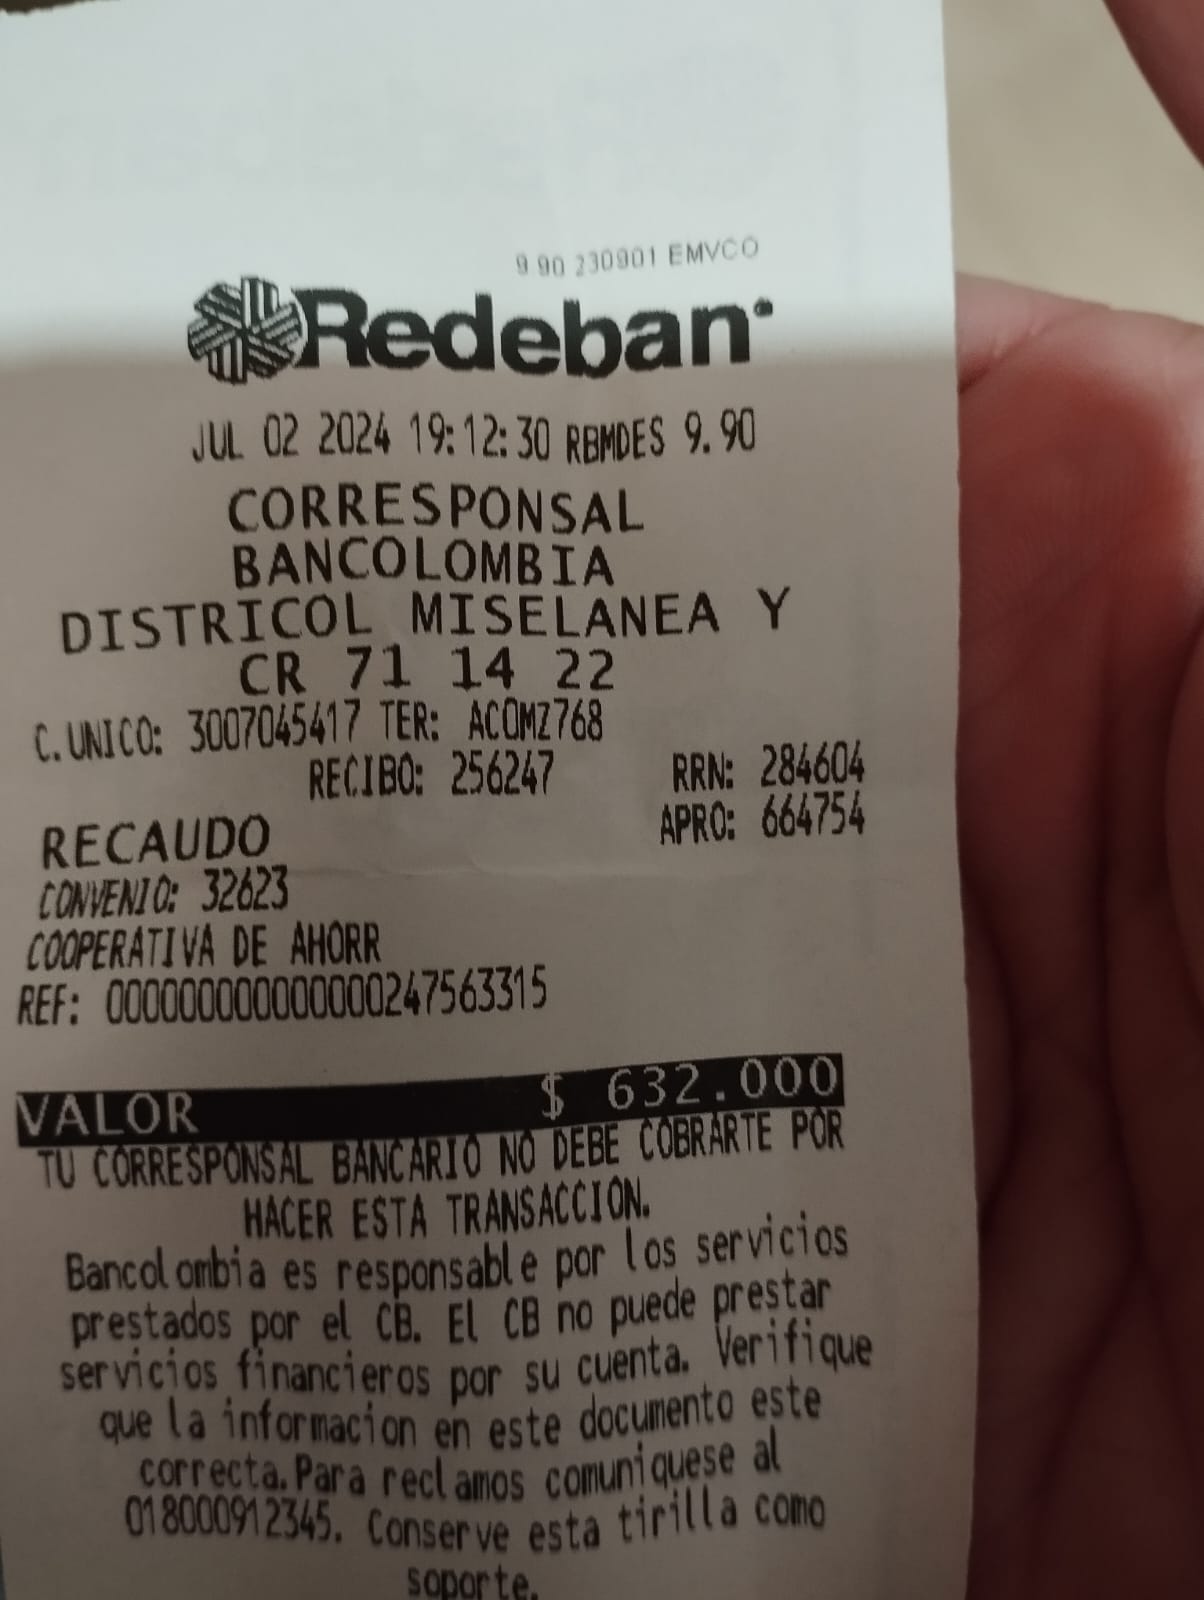 9.90 230901 EMVCO
Redeban
JUL 02 2024 19:12:30 RBMDES 9.90
CORRESPONSAL
BANCOLOMBIA
DISTRICOL MISELANEA Y
CR 71 14 22
C.UNICO: 3007045417 TER: ACOMZ768
RECIBO: 256247 RRN: 284604
RECAUDO APRO: 664754
CONVENIO: 32623
COOPERATIVA DE AHORR
REF: 000000000000000247563315
VALOR $ 632.000
TU CORRESPONSAL BANCARIO NO DEBE COBRARTE POR
HACER ESTA TRANSACCION.
Bancolombia es responsable por los servicios
prestados por el CB. El CB no puede prestar
servicios financieros por su cuenta. Verifique
que la informacion en este documento este
correcta.Para reclamos comuniquese al
018000912345. Conserve esta tirilla como
soporte.